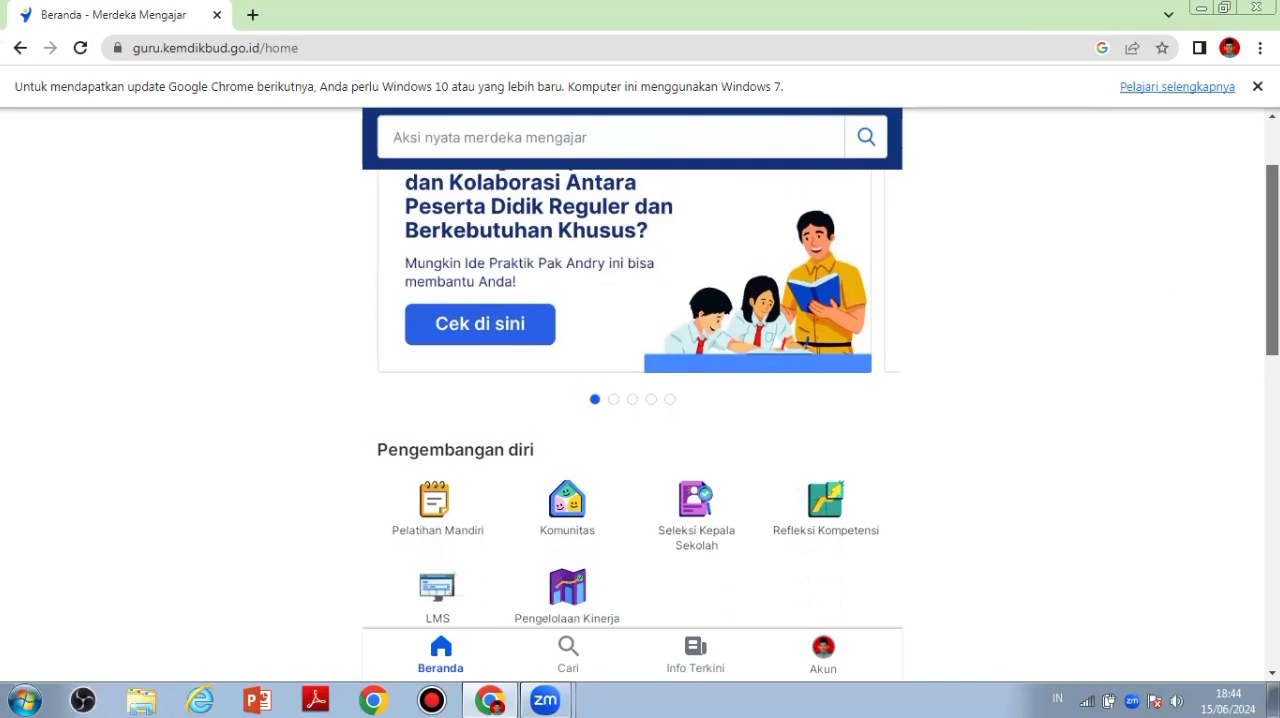 Beranda - Merdeka Mengajar
guru.kemdikbud.go.id/home
Untuk mendapatkan update Google Chrome berikutnya, Anda perlu Windows 10 atau yang lebih baru. Komputer ini menggunakan Windows 7.
Pelajari selengkapnya
Aksi nyata merdeka mengajar
dan Kolaborasi Antara
Peserta Didik Reguler dan
Berkebutuhan Khusus?
Mungkin Ide Praktik Pak Andry ini bisa
membantu Anda!
Cek di sini
Pengembangan diri
Pelatihan Mandiri
Komunitas
Seleksi Kepala
Sekolah
Refleksi Kompetensi
LMS
Pengelolaan Kinerja
Beranda
Cari
Info Terkini
Akun
zm
IN
zm
18:44
15/06/2024